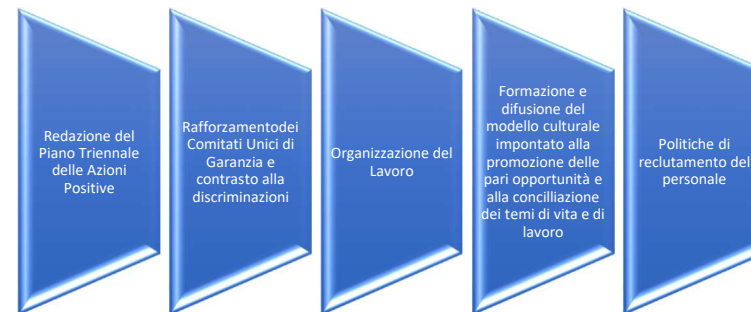 Redazione del
Piano Triennale
delle Azioni
Positive
Rafforzamentodei
Comitati Unici di
Garanzia e
contrasto alla
discriminazioni
Organizzazione del
Lavoro
Formazione e
difusione del
modello culturale
impontato alla
promozione delle
pari opportunità e
alla concilliazione
dei temi di vita e di
lavoro
Politiche di
reclutamento del
personale